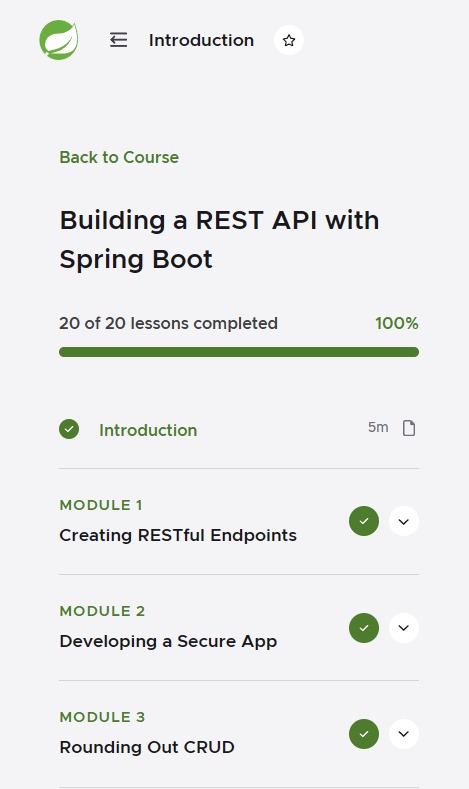 Introduction
Back to Course
Building a REST API with
Spring Boot
20 of 20 lessons completed 100%
Introduction 5m
MODULE 1
Creating RESTful Endpoints
MODULE 2
Developing a Secure App
MODULE 3
Rounding Out CRUD